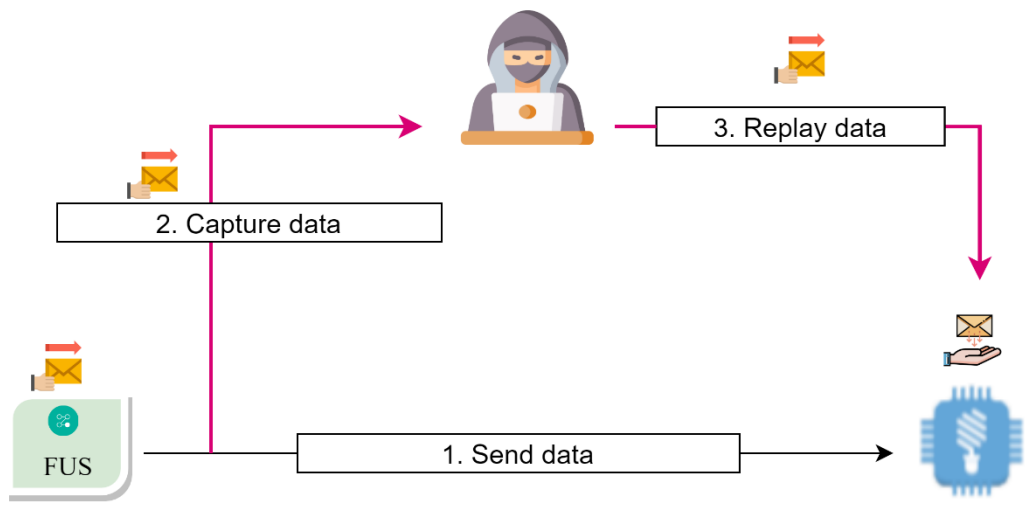 3. Replay data
2. Capture data
FUS
1. Send data